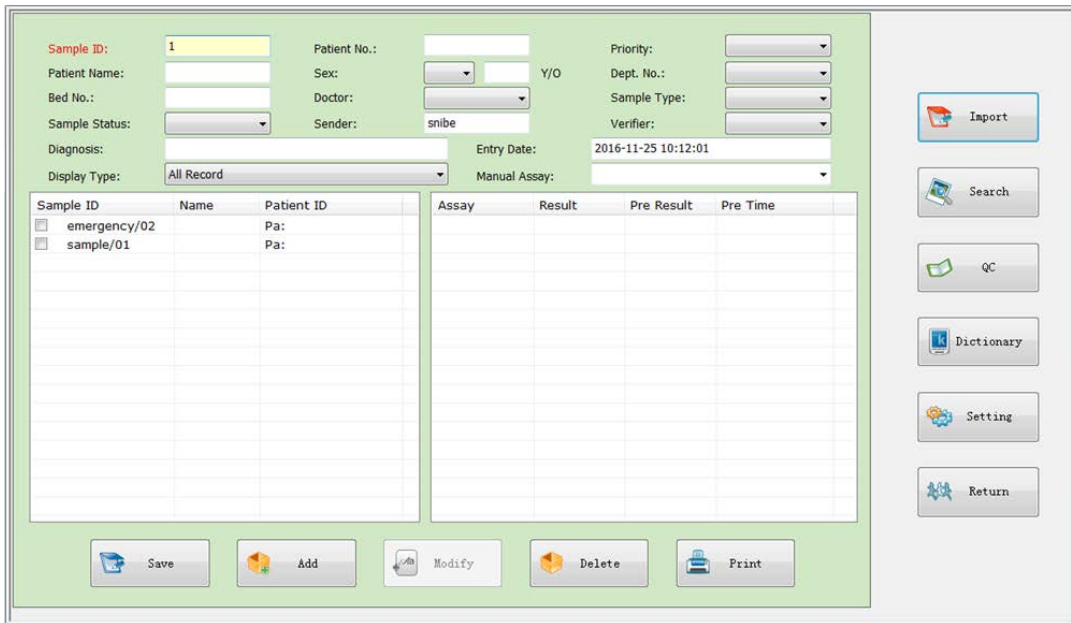 Sample ID: 1 Patient No.: Priority:
Patient Name: Sex: Y/O Dept. No.:
Bed No.: Doctor: Sample Type:
Sample Status: Sender: snibe Verifier:
Diagnosis: Entry Date: 2016-11-25 10:12:01
Display Type: All Record Manual Assay:
Sample ID Name Patient ID Assay Result Pre Result Pre Time
emergency/02 Pa:
sample/01 Pa:
Save Add Modify Delete Print
Import
Search
QC
Dictionary
Setting
Return